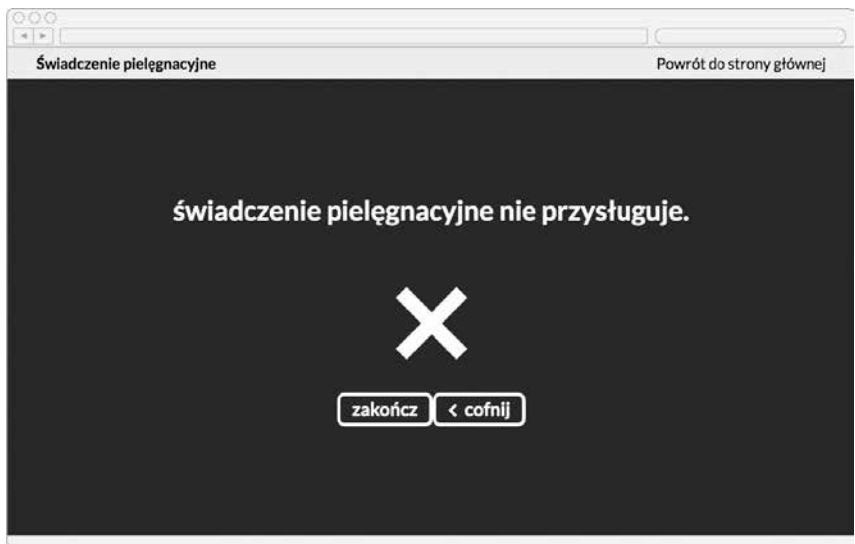 Świadczenie pielęgnacyjne
Powrót do strony głównej
świadczenie pielęgnacyjne nie przysługuje.
zakończ
< cofnij